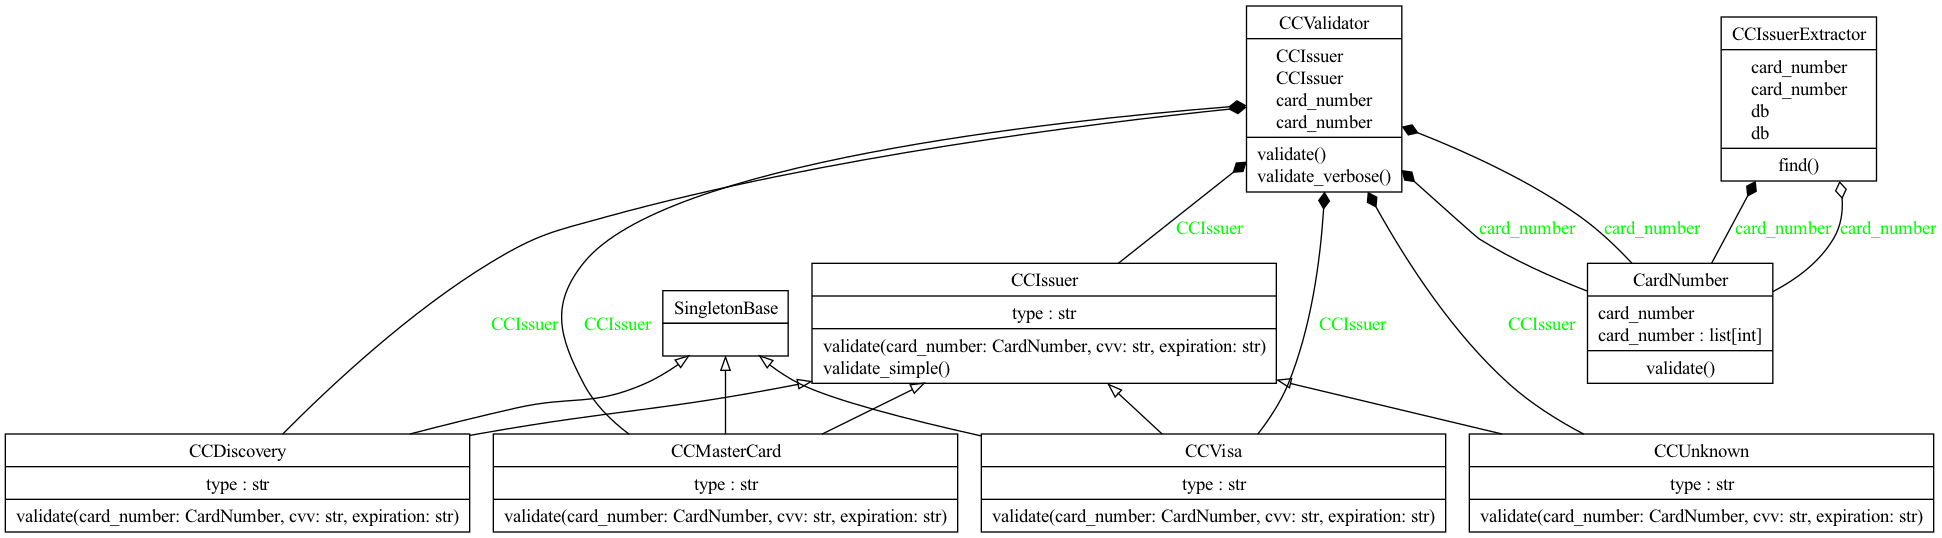 CCValidator
CCIssuer
CCIssuer
card_number
card_number
validate()
validate_verbose()
CCIssuerExtractor
card_number
card_number
db
db
find()
CCIssuer
card_number
card_number
card_number
card_number
CCIssuer
CCIssuer
SingletonBase
CCIssuer
type : str
validate(card_number: CardNumber, cvv: str, expiration: str)
validate_simple()
CCIssuer
CCIssuer
CardNumber
card_number
card_number : list[int]
validate()
CCDiscovery
type : str
validate(card_number: CardNumber, cvv: str, expiration: str)
CCMasterCard
type : str
validate(card_number: CardNumber, cvv: str, expiration: str)
CCVisa
type : str
validate(card_number: CardNumber, cvv: str, expiration: str)
CCUnknown
type : str
validate(card_number: CardNumber, cvv: str, expiration: str)